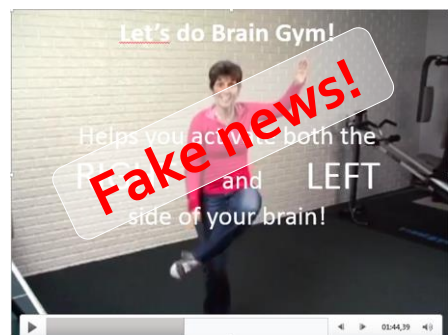 Let's do Brain Gym!
Fake news!
Helps you activate both the
and LEFT
side of your brain!
01:44,39